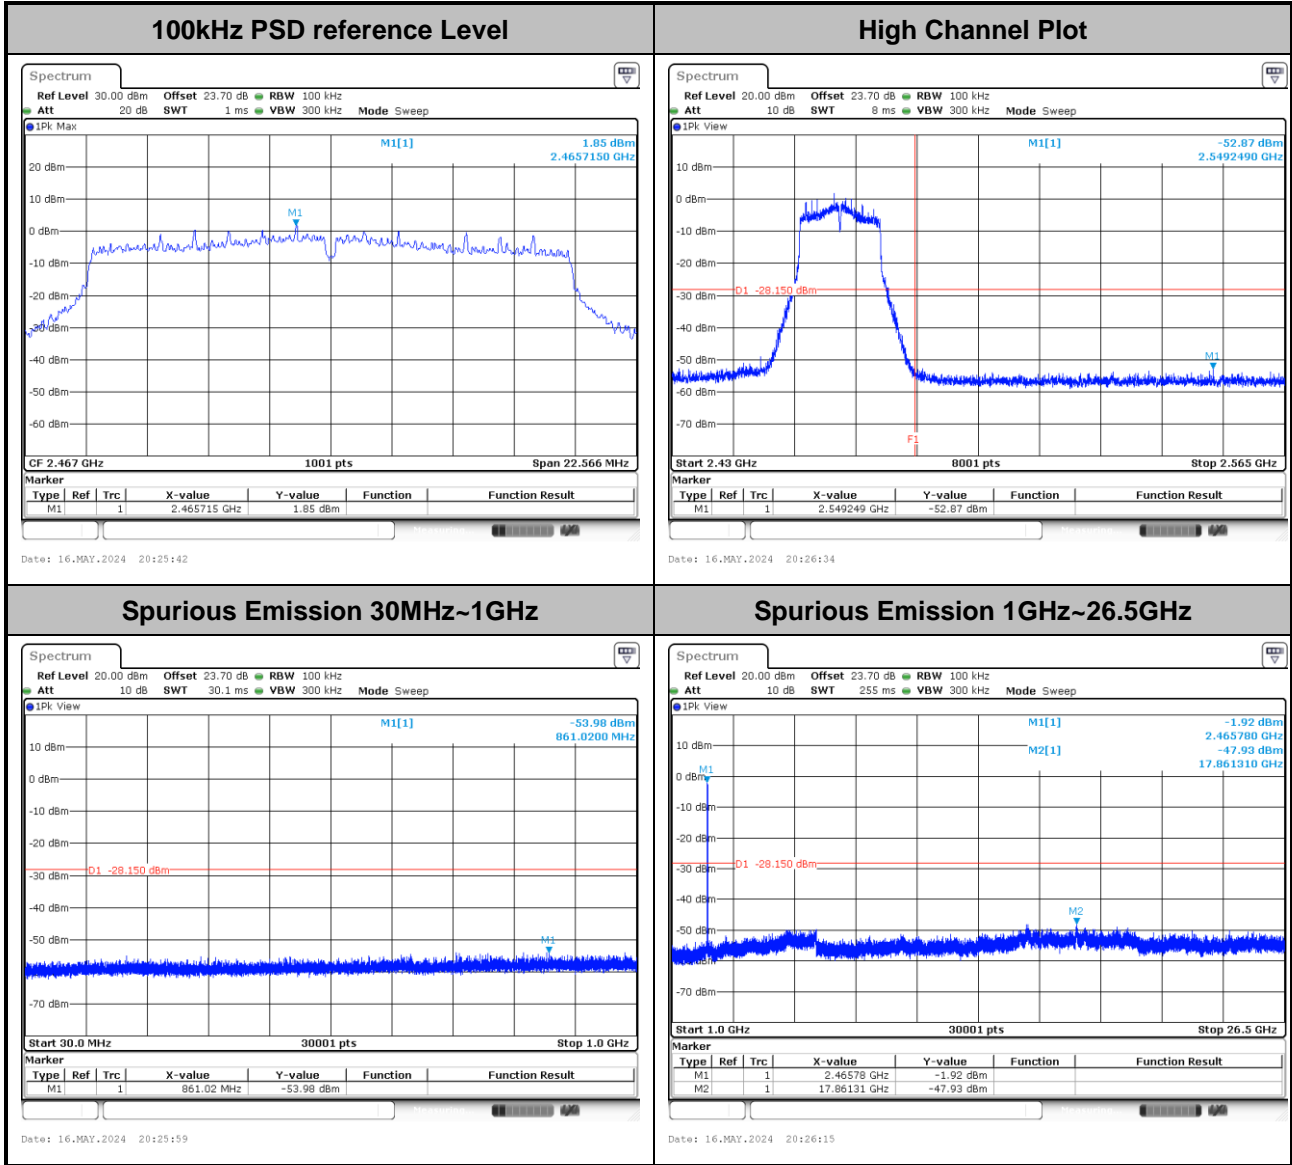 100kHz PSD reference Level
Spectrum
Ref Level 30.00 dBm Offset 23.70 dB RBW 100 kHz
Att 20 dB SWT 1 ms VBW 300 kHz Mode Sweep
1Pk Max
M1[1] 1.85 dBm
2.4657150 GHz
20 dBm
10 dBm
M1
0 dBm
-10 dBm
-20 dBm
-30 dBm
-40 dBm
-50 dBm
-60 dBm
CF 2.467 GHz 1001 pts Span 22.566 MHz
Marker
Type Ref Trc X-value Y-value Function Function Result
M1 1 2.465715 GHz 1.85 dBm
Date: 16.MAY.2024 20:25:42
High Channel Plot
Spectrum
Ref Level 20.00 dBm Offset 23.70 dB RBW 100 kHz
Att 10 dB SWT 8 ms VBW 300 kHz Mode Sweep
1Pk View
M1[1] -52.87 dBm
2.5492490 GHz
10 dBm
0 dBm
-10 dBm
-20 dBm
D1 -28.150 dBm
-30 dBm
-40 dBm
-50 dBm
M1
-60 dBm
-70 dBm
F1
Start 2.43 GHz 8001 pts Stop 2.565 GHz
Marker
Type Ref Trc X-value Y-value Function Function Result
M1 1 2.549249 GHz -52.87 dBm
Date: 16.MAY.2024 20:26:34
Spurious Emission 30MHz~1GHz
Spectrum
Ref Level 20.00 dBm Offset 23.70 dB RBW 100 kHz
Att 10 dB SWT 30.1 ms VBW 300 kHz Mode Sweep
1Pk View
M1[1] -53.98 dBm
861.0200 MHz
10 dBm
0 dBm
-10 dBm
-20 dBm
D1 -28.150 dBm
-30 dBm
-40 dBm
-50 dBm
M1
-70 dBm
Start 30.0 MHz 30001 pts Stop 1.0 GHz
Marker
Type Ref Trc X-value Y-value Function Function Result
M1 1 861.02 MHz -53.98 dBm
Date: 16.MAY.2024 20:25:59
Spurious Emission 1GHz~26.5GHz
Spectrum
Ref Level 20.00 dBm Offset 23.70 dB RBW 100 kHz
Att 10 dB SWT 255 ms VBW 300 kHz Mode Sweep
1Pk View
M1[1] -1.92 dBm
2.465780 GHz
M2[1] -47.93 dBm
17.861310 GHz
10 dBm
M1
0 dBm
-10 dBm
-20 dBm
D1 -28.150 dBm
-30 dBm
-40 dBm
M2
-50 dBm
-70 dBm
Start 1.0 GHz 30001 pts Stop 26.5 GHz
Marker
Type Ref Trc X-value Y-value Function Function Result
M1 1 2.46578 GHz -1.92 dBm
M2 1 17.86131 GHz -47.93 dBm
Date: 16.MAY.2024 20:26:15